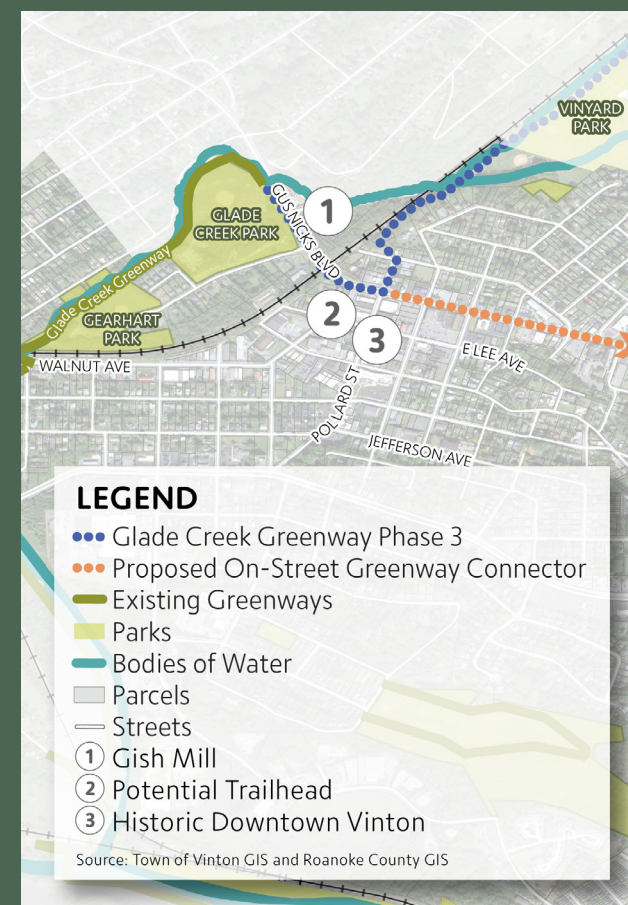 VINYARD
PARK
GUS NICKS BLVD
1
GLADE
CREEK PARK
Glade Creek Greenway
GEARHART
PARK
2
3
WALNUT AVE
E LEE AVE
POLLARD ST
JEFFERSON AVE
LEGEND
Glade Creek Greenway Phase 3
Proposed On-Street Greenway Connector
Existing Greenways
Parks
Bodies of Water
Parcels
Streets
1 Gish Mill
2 Potential Trailhead
3 Historic Downtown Vinton
Source: Town of Vinton GIS and Roanoke County GIS